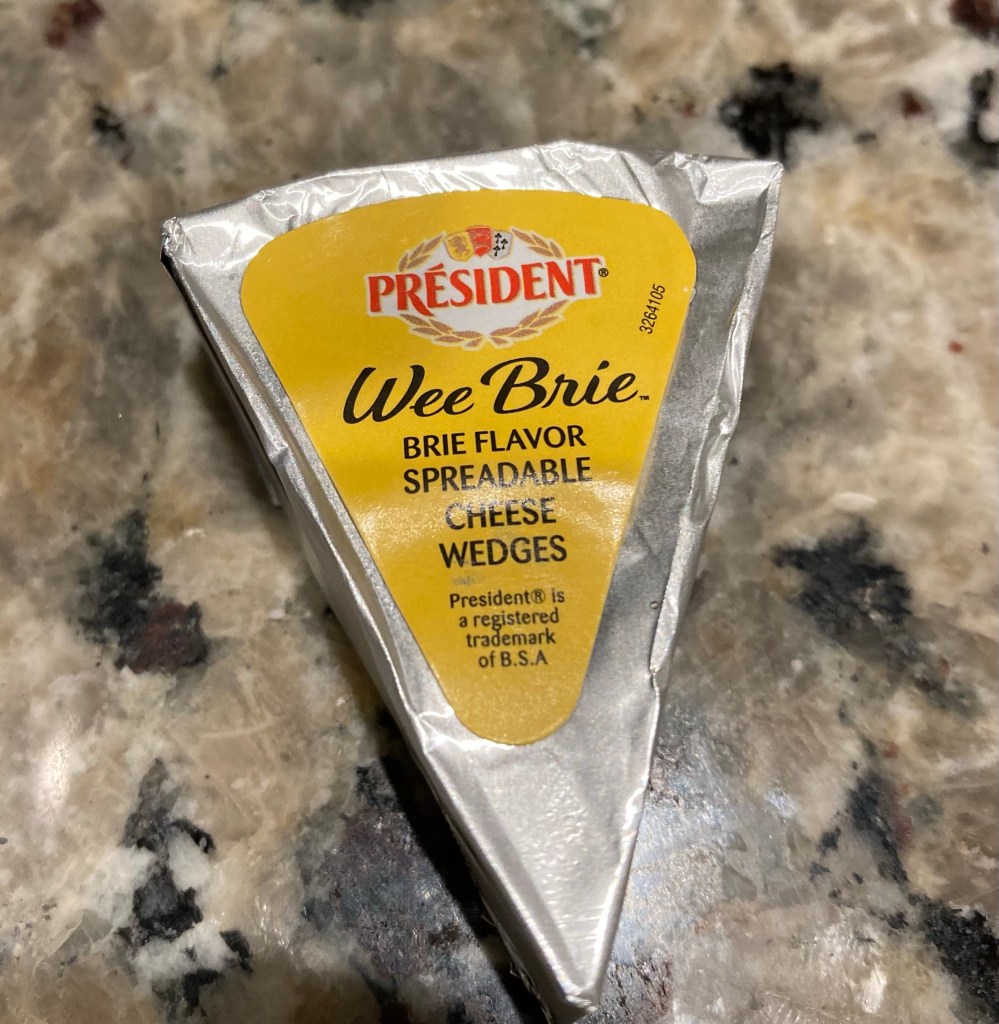 PRÉSIDENT®
3264105
Wee Brie™
BRIE FLAVOR
SPREADABLE
CHEESE
WEDGES
President® is
a registered
trademark
of B.S.A